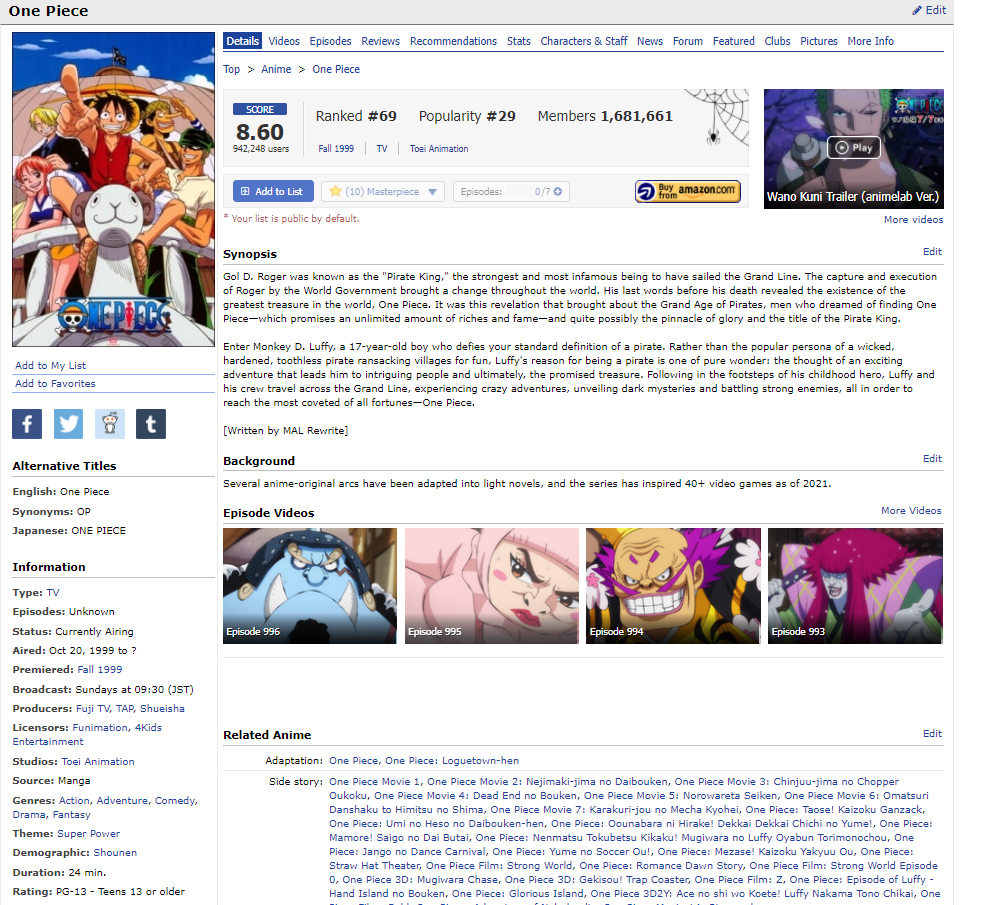 One Piece
Edit
Details Videos Episodes Reviews Recommendations Stats Characters & Staff News Forum Featured Clubs Pictures More Info
Top > Anime > One Piece
SCORE
8.60
942,248 users
Ranked #69 Popularity #29 Members 1,681,661
Fall 1999 TV Toei Animation
Add to List
(10) Masterpiece
Episodes: 0/?
Buy from amazon.com
* Your list is public by default.
ONE PIECE
Play
Wano Kuni Trailer (animelab Ver.)
More videos
Synopsis
Edit
Gol D. Roger was known as the "Pirate King," the strongest and most infamous being to have sailed the Grand Line. The capture and execution
of Roger by the World Government brought a change throughout the world. His last words before his death revealed the existence of the
greatest treasure in the world, One Piece. It was this revelation that brought about the Grand Age of Pirates, men who dreamed of finding One
Piece—which promises an unlimited amount of riches and fame—and quite possibly the pinnacle of glory and the title of the Pirate King.
Enter Monkey D. Luffy, a 17-year-old boy who defies your standard definition of a pirate. Rather than the popular persona of a wicked,
hardened, toothless pirate ransacking villages for fun, Luffy's reason for being a pirate is one of pure wonder: the thought of an exciting
adventure that leads him to intriguing people and ultimately, the promised treasure. Following in the footsteps of his childhood hero, Luffy and
his crew travel across the Grand Line, experiencing crazy adventures, unveiling dark mysteries and battling strong enemies, all in order to
reach the most coveted of all fortunes—One Piece.
[Written by MAL Rewrite]
Background
Edit
Several anime-original arcs have been adapted into light novels, and the series has inspired 40+ video games as of 2021.
Episode Videos
More Videos
Episode 996
Episode 995
Episode 994
Episode 993
Related Anime
Edit
Adaptation: One Piece, One Piece: Loguetown-hen
Side story: One Piece Movie 1, One Piece Movie 2: Nejimaki-jima no Daibouken, One Piece Movie 3: Chinjuu-jima no Chopper
Oukoku, One Piece Movie 4: Dead End no Bouken, One Piece Movie 5: Norowareta Seiken, One Piece Movie 6: Omatsuri
Danshaku to Himitsu no Shima, One Piece Movie 7: Karakuri-jou no Mecha Kyohei, One Piece: Taose! Kaizoku Ganzack,
One Piece: Umi no Heso no Daibouken-hen, One Piece: Oounabara ni Hirake! Dekkai Dekkai Chichi no Yume!, One Piece:
Mamore! Saigo no Dai Butai, One Piece: Nenmatsu Tokubetsu Kikaku! Mugiwara no Luffy Oyabun Torimonochou, One
Piece: Jango no Dance Carnival, One Piece: Yume no Soccer Ou!, One Piece: Mezase! Kaizoku Yakyuu Ou, One Piece:
Straw Hat Theater, One Piece Film: Strong World, One Piece: Romance Dawn Story, One Piece Film: Strong World Episode
0, One Piece 3D: Mugiwara Chase, One Piece 3D: Gekisou! Trap Coaster, One Piece Film: Z, One Piece: Episode of Luffy -
Hand Island no Bouken, One Piece: Glorious Island, One Piece 3D2Y: Ace no shi wo Koete! Luffy Nakama Tono Chikai, One
ONE PIECE
Add to My List
Add to Favorites
f
t
Alternative Titles
English: One Piece
Synonyms: OP
Japanese: ONE PIECE
Information
Type: TV
Episodes: Unknown
Status: Currently Airing
Aired: Oct 20, 1999 to ?
Premiered: Fall 1999
Broadcast: Sundays at 09:30 (JST)
Producers: Fuji TV, TAP, Shueisha
Licensors: Funimation, 4Kids
Entertainment
Studios: Toei Animation
Source: Manga
Genres: Action, Adventure, Comedy,
Drama, Fantasy
Theme: Super Power
Demographic: Shounen
Duration: 24 min.
Rating: PG-13 - Teens 13 or older